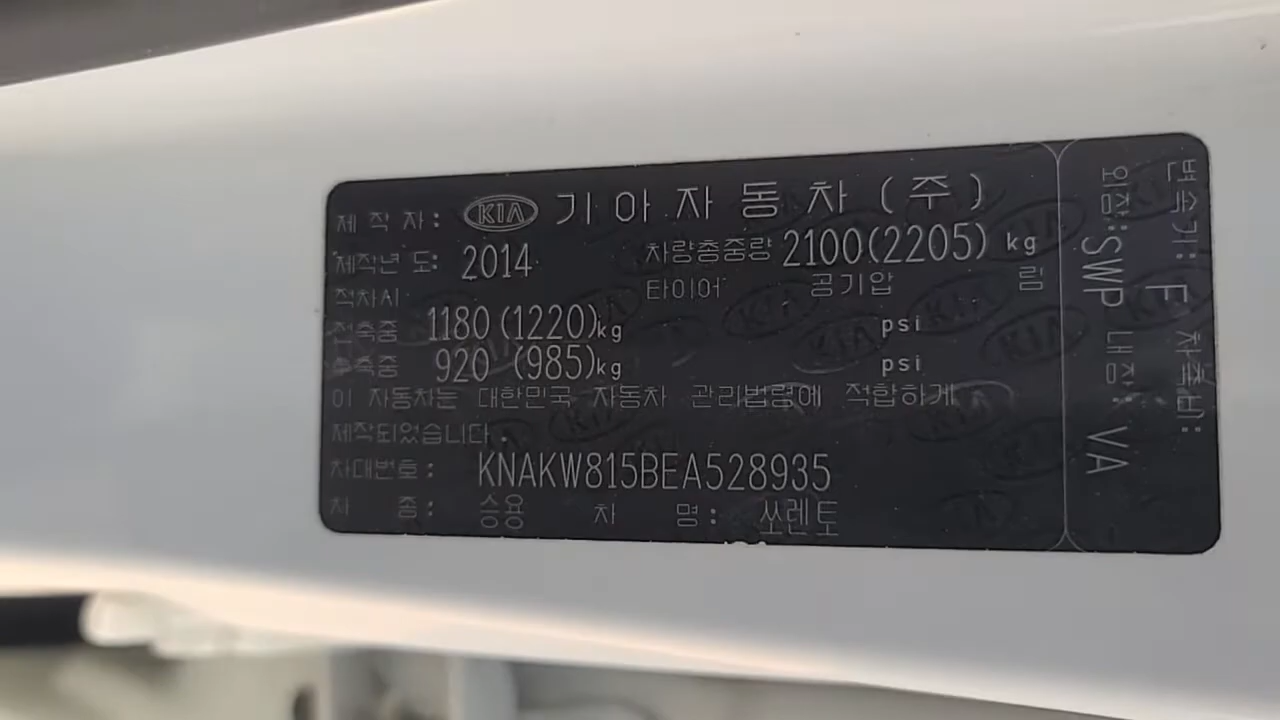 제 작 자: KIA 기 아 자 동 차 ( 주 )
제작년 도: 2014 차량총중량 2100(2205) kg
적차시 타이어 공기압 림
전축중 1180 (1220)kg psi
후축중 920 (985)kg psi
이 자동차는 대한민국 자동차 관리법령에 적합하게
제작되었습니다.
차대번호: KNAKW815BEA528935
차 종: 승용 차 명: 쏘렌토
변속기: F 차축비:
외장:SWP 내장: VA